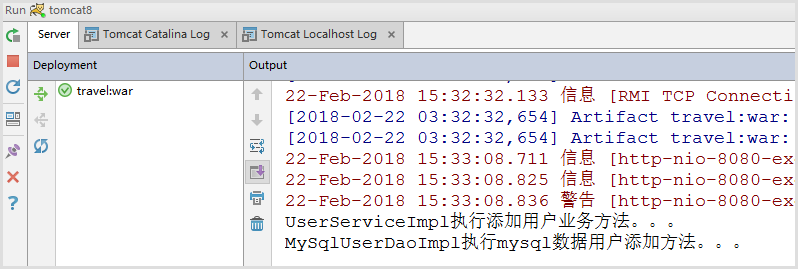 Run tomcat8
Server Tomcat Catalina Log Tomcat Localhost Log
Deployment Output
travel:war
22-Feb-2018 15:32:32.133 信息 [RMI TCP Connecti
[2018-02-22 03:32:32,654] Artifact travel:war:
[2018-02-22 03:32:32,654] Artifact travel:war:
22-Feb-2018 15:33:08.711 信息 [http-nio-8080-ex
22-Feb-2018 15:33:08.825 信息 [http-nio-8080-ex
22-Feb-2018 15:33:08.836 警告 [http-nio-8080-ex
UserServiceImpl执行添加用户业务方法。。。
MySqlUserDaoImpl执行mysql数据用户添加方法。。。